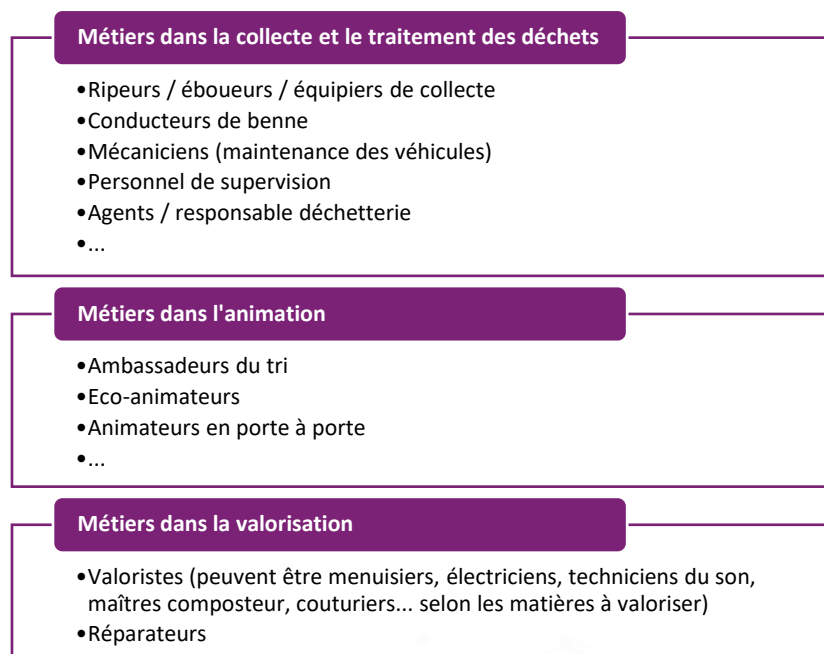 Métiers dans la collecte et le traitement des déchets
•Ripeurs / éboueurs / équipiers de collecte
•Conducteurs de benne
•Mécaniciens (maintenance des véhicules)
•Personnel de supervision
•Agents / responsable déchetterie
•...
Métiers dans l'animation
•Ambassadeurs du tri
•Eco-animateurs
•Animateurs en porte à porte
•...
Métiers dans la valorisation
•Valoristes (peuvent être menuisiers, électriciens, techniciens du son,
maîtres composteur, couturiers... selon les matières à valoriser)
•Réparateurs